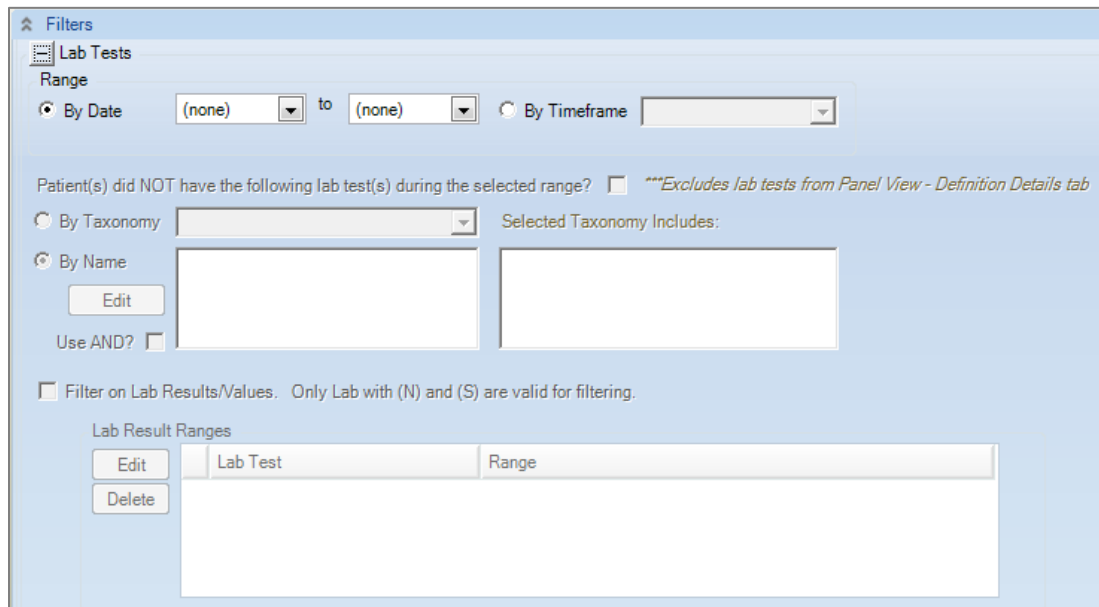 Filters
Lab Tests
Range
By Date (none) to (none) By Timeframe
Patient(s) did NOT have the following lab test(s) during the selected range? ***Excludes lab tests from Panel View - Definition Details tab
By Taxonomy Selected Taxonomy Includes:
By Name
Edit
Use AND?
Filter on Lab Results/Values. Only Lab with (N) and (S) are valid for filtering.
Lab Result Ranges
Edit Lab Test Range
Delete